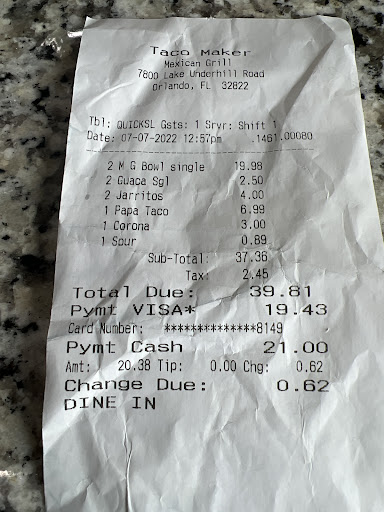 Taco Maker
Mexican Grill
7800 Lake Underhill Road
Orlando, FL 32822
Tbl: QUICKSL Gsts: 1 Srvr: Shift 1
Date: 07-07-2022 12:57pm .1461.00080
2 M G Bowl single 19.98
2 Guaca Sgl 2.50
2 Jarritos 4.00
1 Papa Taco 6.99
1 Corona 3.00
1 Sour 0.89
Sub-Total: 37.36
Tax: 2.45
Total Due: 39.81
Pymt VISA* 19.43
Card Number: **************8149
Pymt Cash 21.00
Amt: 20.38 Tip: 0.00 Chg: 0.62
Change Due: 0.62
DINE IN